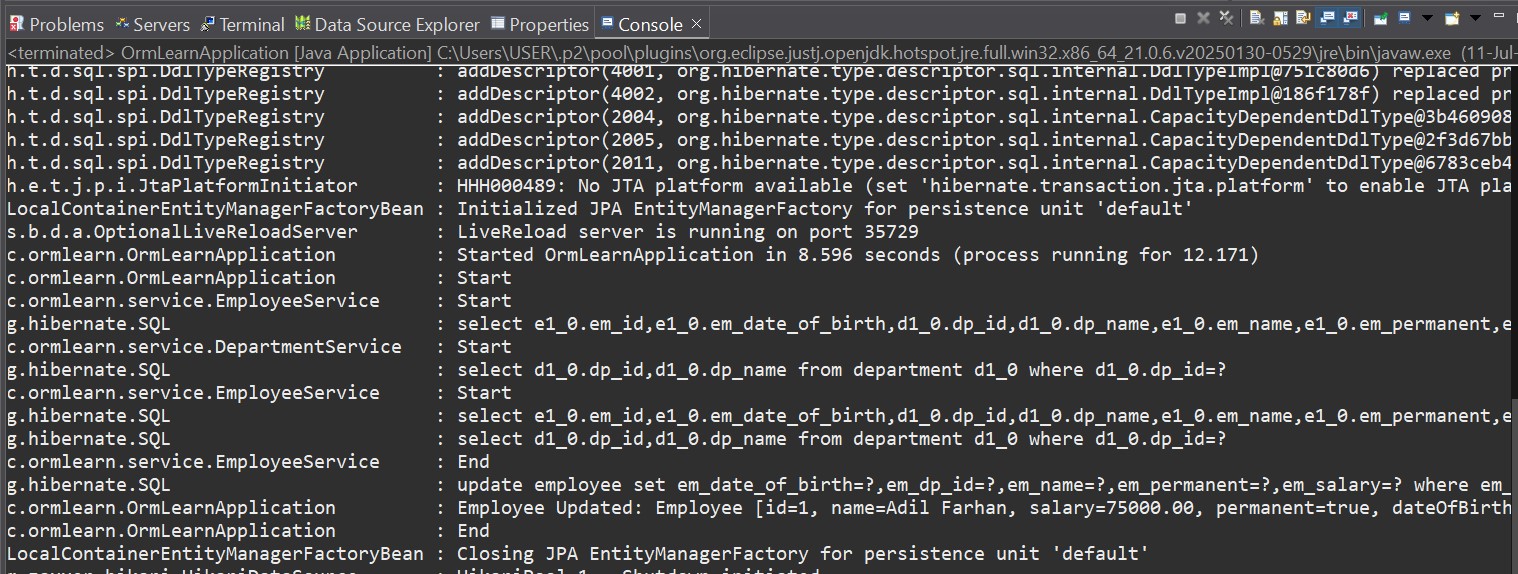 Problems Servers Terminal Data Source Explorer Properties Console
<terminated> OrmLearnApplication [Java Application] C:\Users\USER\.p2\pool\plugins\org.eclipse.justj.openjdk.hotspot.jre.full.win32.x86_64_21.0.6.v20250130-0529\jre\bin\javaw.exe (11-Jul-
h.t.d.sql.spi.DdlTypeRegistry : addDescriptor(4001, org.hibernate.type.descriptor.sql.internal.DdlTypeImpl@751c80d6) replaced pr
h.t.d.sql.spi.DdlTypeRegistry : addDescriptor(4002, org.hibernate.type.descriptor.sql.internal.DdlTypeImpl@186f178f) replaced pr
h.t.d.sql.spi.DdlTypeRegistry : addDescriptor(2004, org.hibernate.type.descriptor.sql.internal.CapacityDependentDdlType@3b460908
h.t.d.sql.spi.DdlTypeRegistry : addDescriptor(2005, org.hibernate.type.descriptor.sql.internal.CapacityDependentDdlType@2f3d67bb
h.t.d.sql.spi.DdlTypeRegistry : addDescriptor(2011, org.hibernate.type.descriptor.sql.internal.CapacityDependentDdlType@6783ceb4
h.e.t.j.p.i.JtaPlatformInitiator : HHH000489: No JTA platform available (set 'hibernate.transaction.jta.platform' to enable JTA pla
LocalContainerEntityManagerFactoryBean : Initialized JPA EntityManagerFactory for persistence unit 'default'
s.b.d.a.OptionalLiveReloadServer : LiveReload server is running on port 35729
c.ormlearn.OrmLearnApplication : Started OrmLearnApplication in 8.596 seconds (process running for 12.171)
c.ormlearn.OrmLearnApplication : Start
c.ormlearn.service.EmployeeService : Start
g.hibernate.SQL : select e1_0.em_id,e1_0.em_date_of_birth,d1_0.dp_id,d1_0.dp_name,e1_0.em_name,e1_0.em_permanent,e
c.ormlearn.service.DepartmentService : Start
g.hibernate.SQL : select d1_0.dp_id,d1_0.dp_name from department d1_0 where d1_0.dp_id=?
c.ormlearn.service.EmployeeService : Start
g.hibernate.SQL : select e1_0.em_id,e1_0.em_date_of_birth,d1_0.dp_id,d1_0.dp_name,e1_0.em_name,e1_0.em_permanent,e
g.hibernate.SQL : select d1_0.dp_id,d1_0.dp_name from department d1_0 where d1_0.dp_id=?
c.ormlearn.service.EmployeeService : End
g.hibernate.SQL : update employee set em_date_of_birth=?,em_dp_id=?,em_name=?,em_permanent=?,em_salary=? where em_
c.ormlearn.OrmLearnApplication : Employee Updated: Employee [id=1, name=Adil Farhan, salary=75000.00, permanent=true, dateOfBirth
c.ormlearn.OrmLearnApplication : End
LocalContainerEntityManagerFactoryBean : Closing JPA EntityManagerFactory for persistence unit 'default'